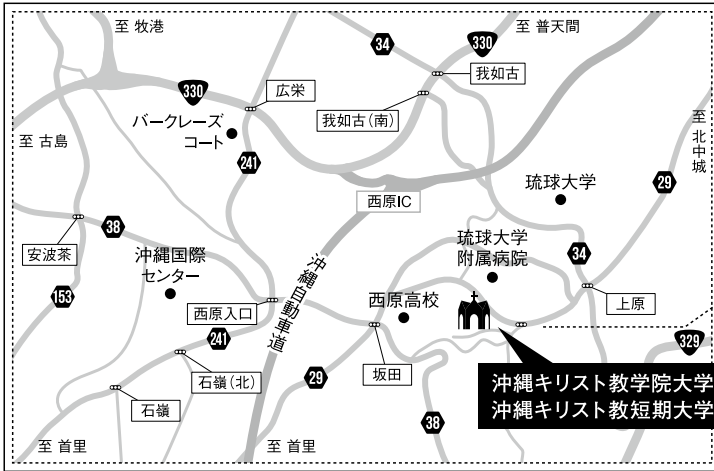 至 牧港
34
330
至 普天間
330
広栄
我如古
我如古(南)
至 古島
バークレーズ
コート
至 北中城
241
西原IC
琉球大学
29
38
安波茶
沖縄国際
センター
琉球大学
附属病院
34
153
沖縄自動車道
西原入口
西原高校
上原
241
329
石嶺(北)
29
坂田
沖縄キリスト教学院大学
沖縄キリスト教短期大学
石嶺
38
至 首里
至 首里